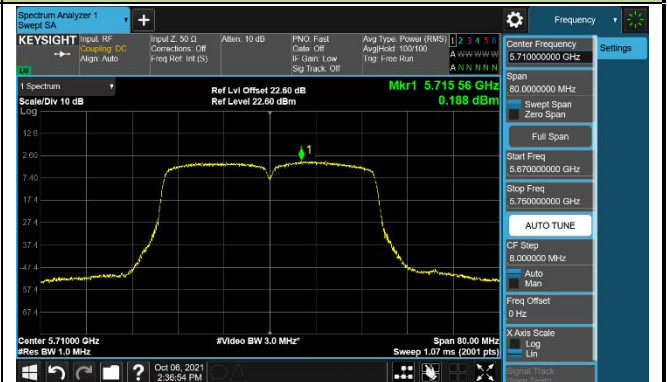 Spectrum Analyzer 1
Swept SA
+
Frequency
KEYSIGHT
Input: RF
Coupling: DC
Align: Auto
Input Z: 50 Ω
Corrections: Off
Freq Ref: Int (S)
Atten: 10 dB
PNO: Fast
Gate: Off
IF Gain: Low
Sig Track: Off
Avg Type: Power (RMS)
Avg|Hold: 100/100
Trig: Free Run
1 2 3 4 5 6
A W W W W W
A N N N N N
Center Frequency
5.710000000 GHz
Settings
Span
80.0000000 MHz
Swept Span
Zero Span
Full Span
Start Freq
5.670000000 GHz
Stop Freq
5.750000000 GHz
AUTO TUNE
CF Step
8.000000 MHz
Auto
Man
Freq Offset
0 Hz
X Axis Scale
Log
Lin
Signal Track
1 Spectrum
Scale/Div 10 dB
Log
Ref Lvl Offset 22.60 dB
Ref Level 22.60 dBm
Mkr1 5.715 56 GHz
0.188 dBm
12.6
2.60
1
-7.40
-17.4
-27.4
-37.4
-47.4
-57.4
-67.4
Center 5.71000 GHz
#Res BW 1.0 MHz
#Video BW 3.0 MHz*
Span 80.00 MHz
Sweep 1.07 ms (2001 pts)
?
Oct 06, 2021
2:36:54 PM